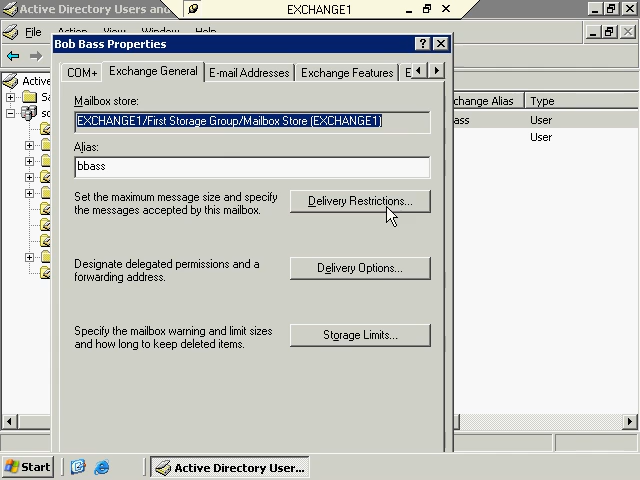 Active Directory Users and
EXCHANGE1
File Action View Window Help
Bob Bass Properties
Active
COM+ Exchange General E-mail Addresses Exchange Features E
Sa
Mailbox store:
EXCHANGE1/First Storage Group/Mailbox Store (EXCHANGE1)
change Alias Type
ass User
User
Alias:
bbass
Set the maximum message size and specify
the messages accepted by this mailbox.
Delivery Restrictions...
Designate delegated permissions and a
forwarding address.
Delivery Options...
Specify the mailbox warning and limit sizes
and how long to keep deleted items.
Storage Limits...
Start
Active Directory User...